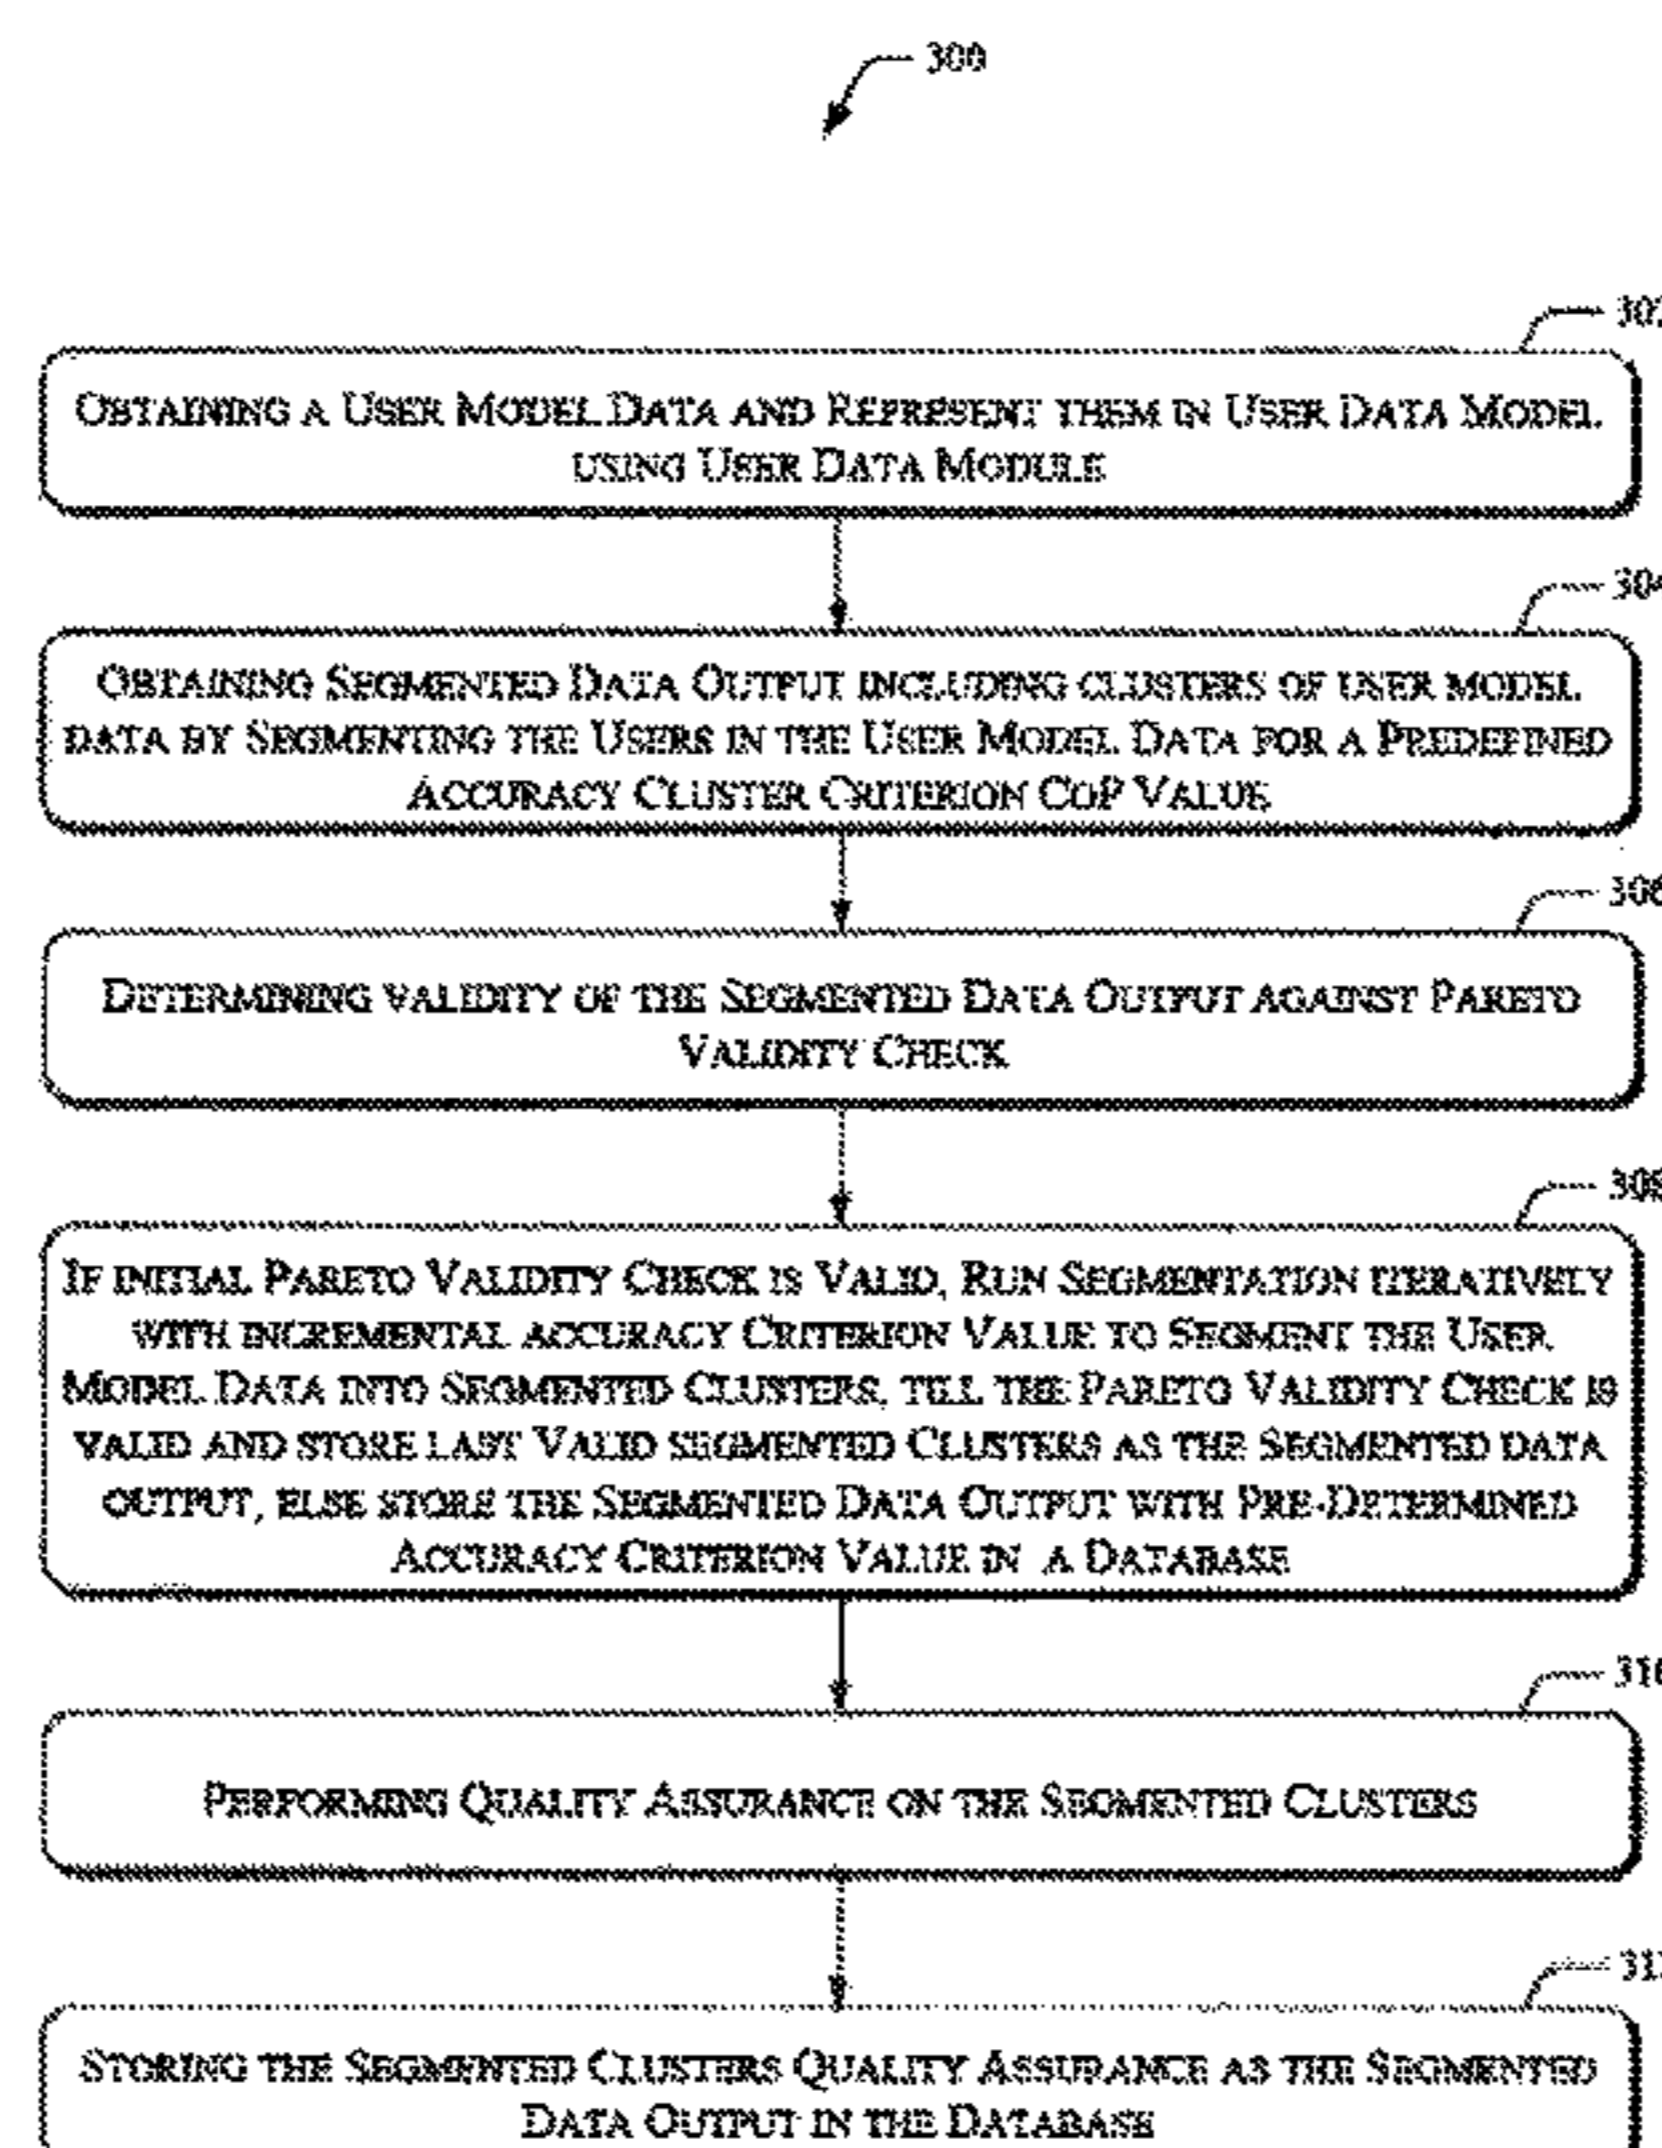 300
OBTAINING A USER MODEL DATA AND REPRESENT THEM IN USER DATA MODEL
USING USER DATA MODULE
304
OBTAINING SEGMENTED DATA OUTPUT INCLUDING CLUSTERS OF USER MODEL
DATA BY SEGMENTING THE USERS IN THE USER MODEL DATA FOR A PREDEFINED
ACCURACY CLUSTER CRITERION COP VALUE
306
DETERMINING VALIDITY OF THE SEGMENTED DATA OUTPUT AGAINST PARETO
VALIDITY CHECK
308
IF INITIAL PARETO VALIDITY CHECK IS VALID, RUN SEGMENTATION ITERATIVELY
WITH INCREMENTAL ACCURACY CRITERION VALUE TO SEGMENT THE USER
MODEL DATA INTO SEGMENTED CLUSTERS, TILL THE PARETO VALIDITY CHECK IS
VALID AND STORE LAST VALID SEGMENTED CLUSTERS AS THE SEGMENTED DATA
OUTPUT, ELSE STORE THE SEGMENTED DATA OUTPUT WITH PRE-DETERMINED
ACCURACY CRITERION VALUE IN A DATABASE
310
PERFORMING QUALITY ASSURANCE ON THE SEGMENTED CLUSTERS
STORING THE SEGMENTED CLUSTERS QUALITY ASSURANCE AS THE SEGMENTED
DATA OUTPUT IN THE DATABASE